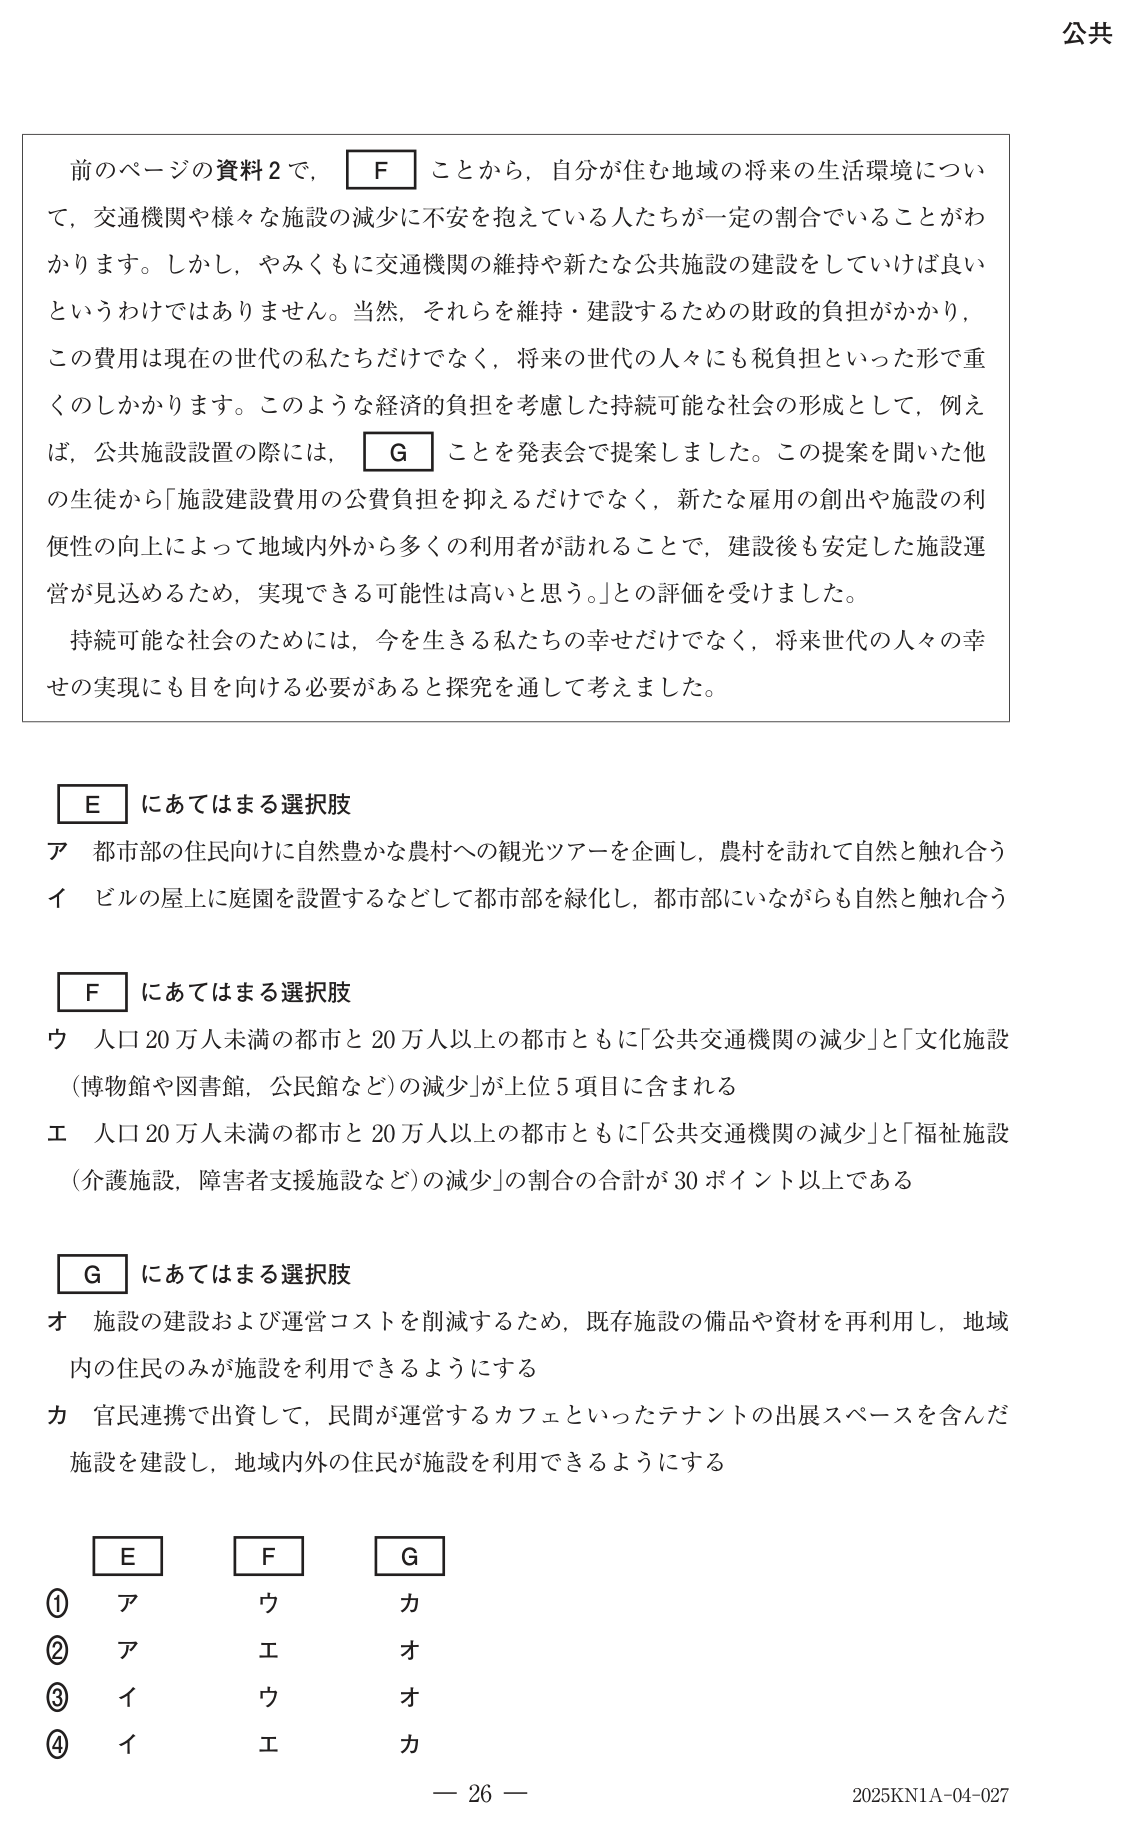 公共
前のページの資料2で， F ことから，自分が住む地域の将来の生活環境につい
て，交通機関や様々な施設の減少に不安を抱えている人たちが一定の割合でいることがわ
かります。しかし，やみくもに交通機関の維持や新たな公共施設の建設をしていけば良い
というわけではありません。当然，それらを維持・建設するための財政的負担がかかり，
この費用は現在の世代の私たちだけでなく，将来の世代の人々にも税負担といった形で重
くのしかかります。このような経済的負担を考慮した持続可能な社会の形成として，例え
ば，公共施設設置の際には， G ことを発表会で提案しました。この提案を聞いた他
の生徒から「施設建設費用の公費負担を抑えるだけでなく，新たな雇用の創出や施設の利
便性の向上によって地域内外から多くの利用者が訪れることで，建設後も安定した施設運
営が見込めるため，実現できる可能性は高いと思う。」との評価を受けました。
持続可能な社会のためには，今を生きる私たちの幸せだけでなく，将来世代の人々の幸
せの実現にも目を向ける必要があると探究を通して考えました。
E にあてはまる選択肢
ア 都市部の住民向けに自然豊かな農村への観光ツアーを企画し，農村を訪れて自然と触れ合う
イ ビルの屋上に庭園を設置するなどして都市部を緑化し，都市部にいながらも自然と触れ合う
F にあてはまる選択肢
ウ 人口20万人未満の都市と20万人以上の都市ともに「公共交通機関の減少」と「文化施設
（博物館や図書館，公民館など）の減少」が上位5項目に含まれる
エ 人口20万人未満の都市と20万人以上の都市ともに「公共交通機関の減少」と「福祉施設
（介護施設，障害者支援施設など）の減少」の割合の合計が30ポイント以上である
G にあてはまる選択肢
オ 施設の建設および運営コストを削減するため，既存施設の備品や資材を再利用し，地域
内の住民のみが施設を利用できるようにする
カ 官民連携で出資して，民間が運営するカフェといったテナントの出展スペースを含んだ
施設を建設し，地域内外の住民が施設を利用できるようにする
E F G
① ア ウ カ
② ア エ オ
③ イ ウ オ
④ イ エ カ
— 26 —
2025KN1A-04-027